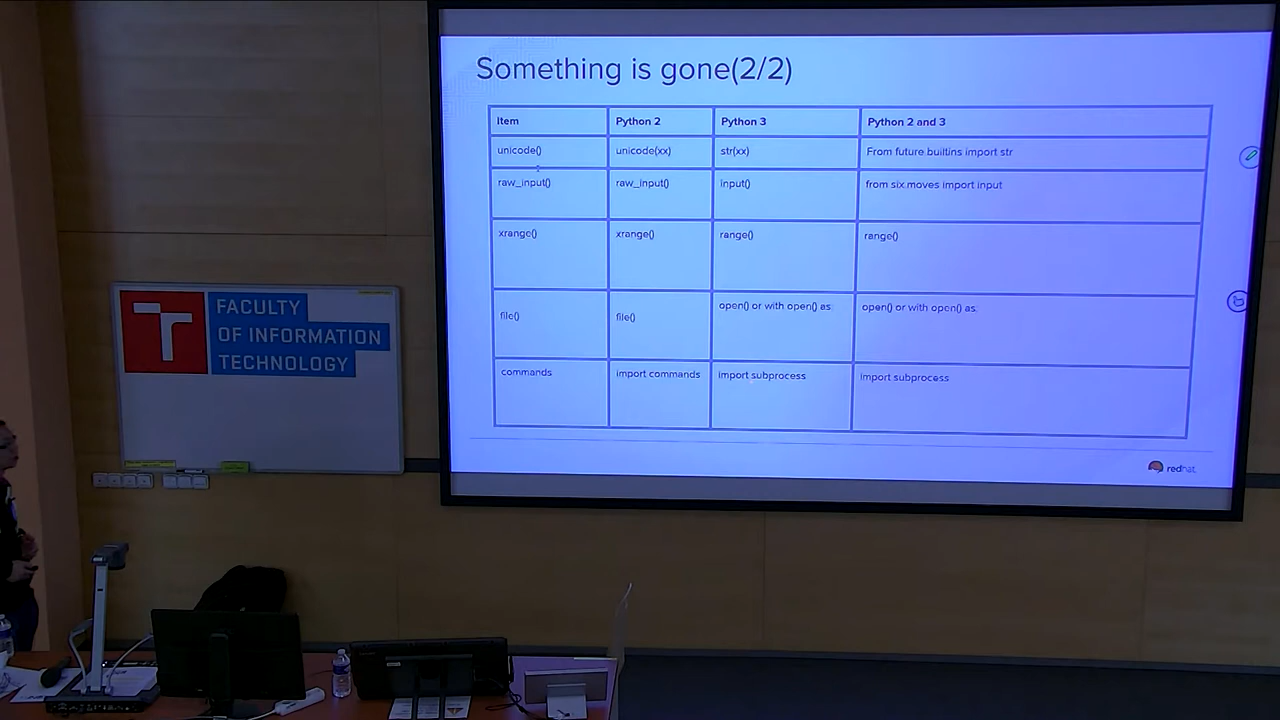 Something is gone(2/2)
Item Python 2 Python 3 Python 2 and 3
unicode() unicode(xx) str(xx) From future builtins import str
raw_input() raw_input() input() from six.moves import input
xrange() xrange() range() range()
file() file() open() or with open() as open() or with open() as:
commands import commands import subprocess import subprocess
redhat.
FACULTY
OF INFORMATION
TECHNOLOGY